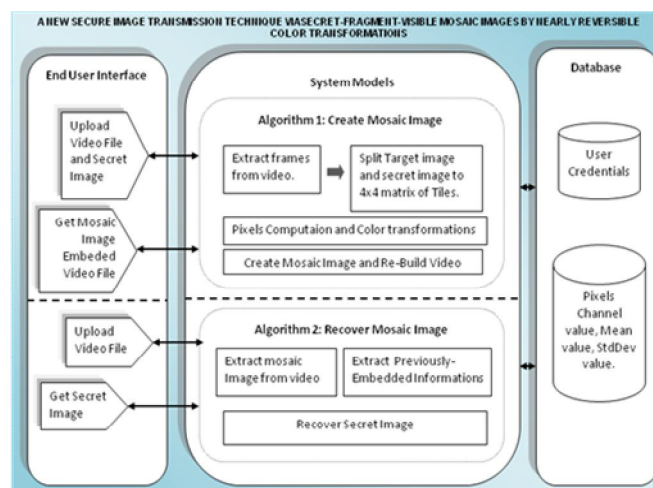 A NEW SECURE IMAGE TRANSMISSION TECHNIQUE VIASECRET-FRAGMENT-VISIBLE MOSAIC IMAGES BY NEARLY REVERSIBLE
COLOR TRANSFORMATIONS
End User Interface
Upload
Video File
and Secret
Image
Get Mosaic
Image
Embeded
Video File
Upload
Video File
Get Secret
Image
System Models
Algorithm 1: Create Mosaic Image
Extract frames
from video.
Split Target image
and secret image to
4x4 matrix of Tiles.
Pixels Computaion and Color transformations
Create Mosaic Image and Re-Build Video
Algorithm 2: Recover Mosaic Image
Extract mosaic
Image from video
Extract Previously-
Embedded Informations
Recover Secret Image
Database
User
Credentials
Pixels
Channel
value, Mean
value, StdDev
value.